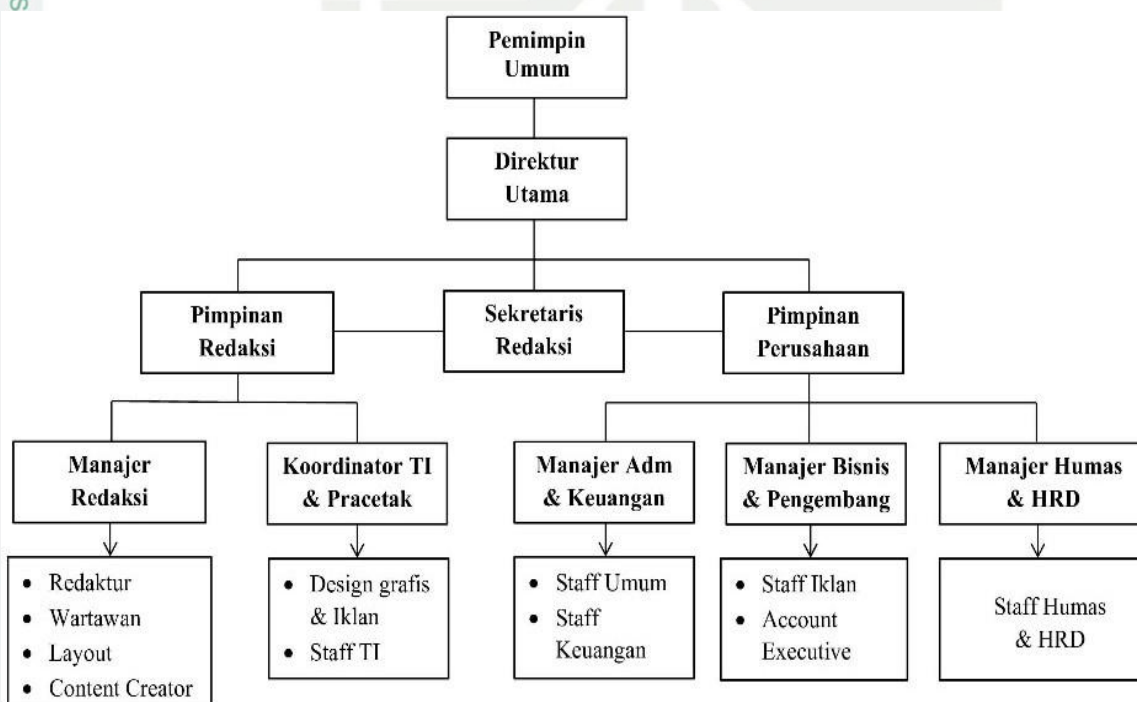 Pemimpin
Umum
Direktur
Utama
Pimpinan
Redaksi
Sekretaris
Redaksi
Pimpinan
Perusahaan
Manajer
Redaksi
Koordinator TI
& Pracetak
Manajer Adm
& Keuangan
Manajer Bisnis
& Pengembang
Manajer Humas
& HRD
• Redaktur
• Wartawan
• Layout
• Content Creator
• Design grafis
& Iklan
• Staff TI
• Staff Umum
• Staff
Keuangan
• Staff Iklan
• Account
Executive
Staff Humas
& HRD